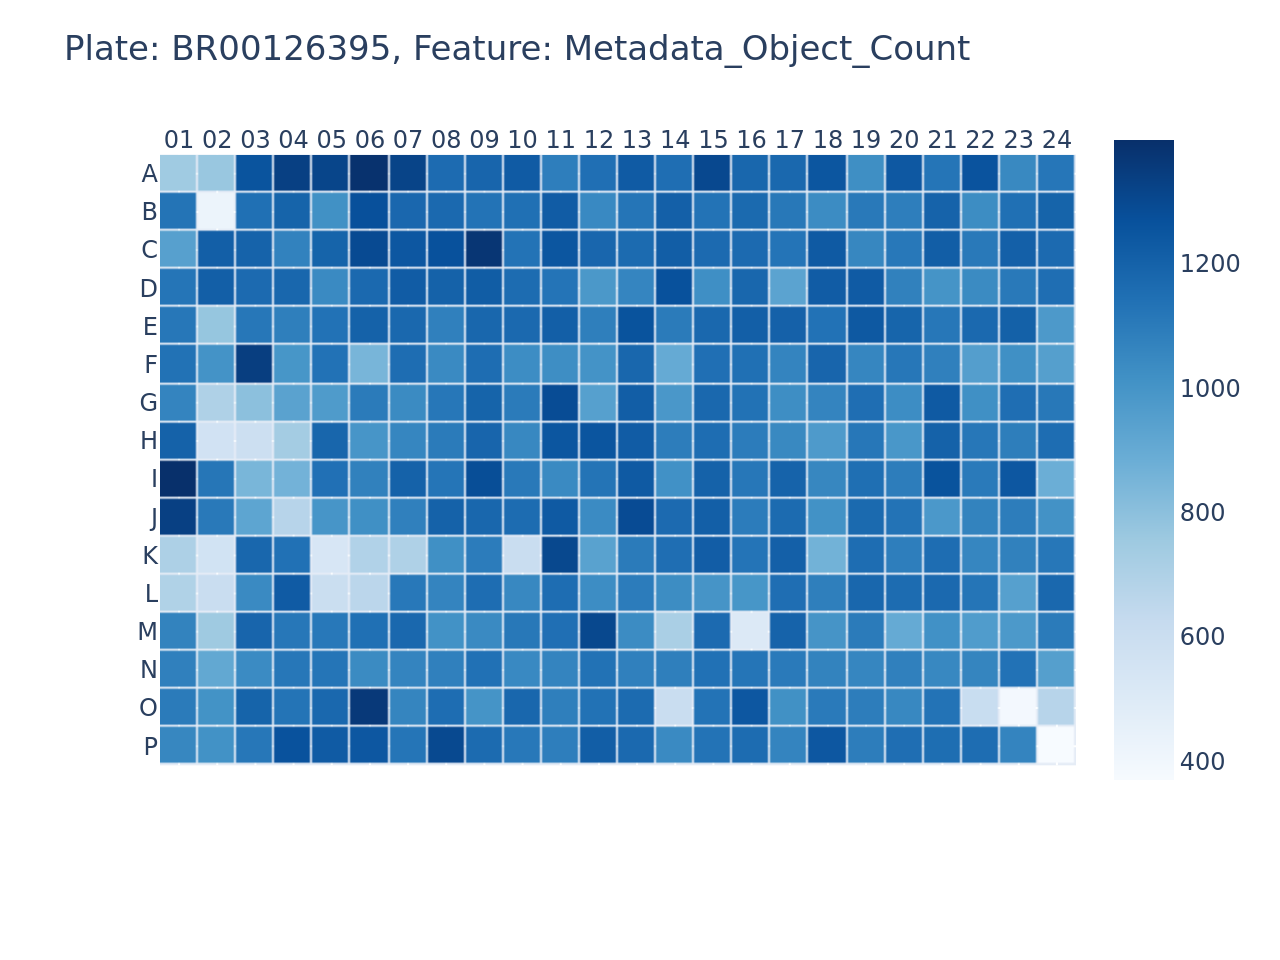 Plate: BR00126395, Feature: Metadata_Object_Count
01 02 03 04 05 06 07 08 09 10 11 12 13 14 15 16 17 18 19 20 21 22 23 24
A
B
C
D
E
F
G
H
I
J
K
L
M
N
O
P
1200
1000
800
600
400